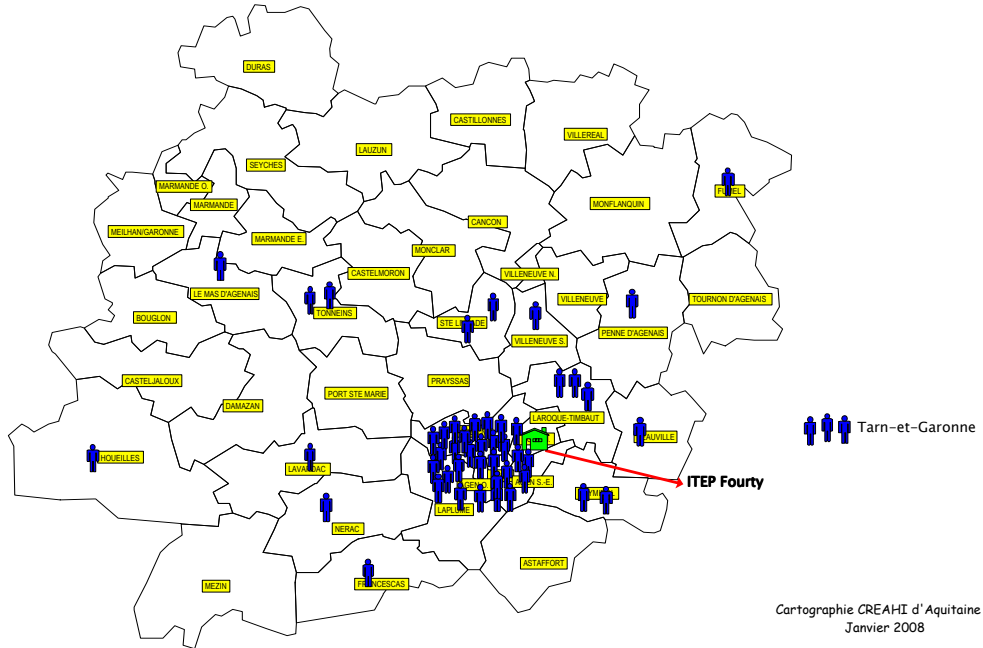 DURAS
CASTILLONNES
VILLEREAL
LAUZUN
SEYCHES
MARMANDE O.
MARMANDE
MONFLANQUIN
MEILHAN/GARONNE
CANCON
MARMANDE E.
MONCLAR
CASTELMORON
VILLENEUVE N.
LE MAS D'AGENAIS
VILLENEUVE
TOURNON D'AGENAIS
TONNEINS
BOUGLON
PENNE D'AGENAIS
VILLENEUVE S.
CASTELJALOUX
PRAYSSAS
PORT STE MARIE
DAMAZAN
LAROQUE-TIMBAUT
Tarn-et-Garonne
HOUEILLES
ITEP Fourty
LAPLUME
NERAC
ASTAFFORT
MEZIN
Cartographie CREAHI d'Aquitaine
Janvier 2008